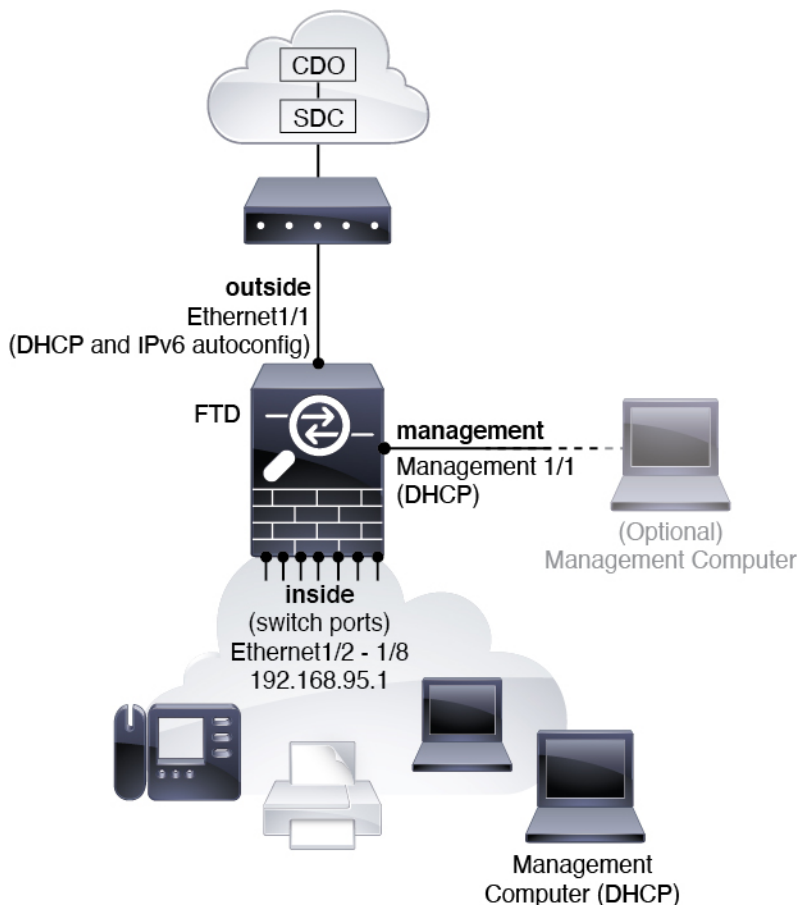 CDO
SDC
outside
Ethernet1/1
(DHCP and IPv6 autoconfig)
FTD
management
Management 1/1
(DHCP)
(Optional)
Management Computer
inside
(switch ports)
Ethernet1/2 - 1/8
192.168.95.1
Management
Computer (DHCP)